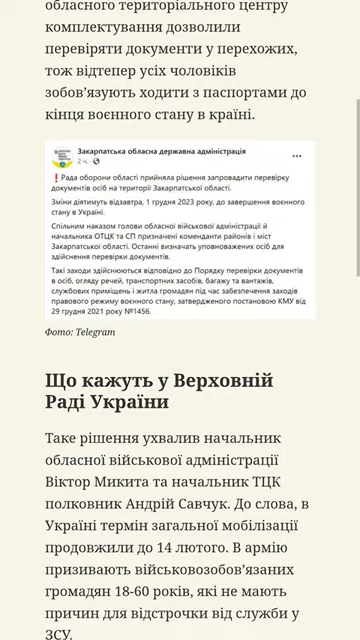 обласного територіального центру
комплектування дозволили
перевіряти документи у перехожих,
тож відтепер усіх чоловіків
зобов’язують ходити з паспортами до
кінця воєнного стану в країні.
Закарпатська обласна державна адміністрація
2 ч. ·
❗Рада оборони області прийняла рішення запровадити перевірку
документів осіб на території Закарпатської області.
Зміни діятимуть відзавтра, 1 грудня 2023 року, до завершення воєнного
стану в Україні.
Спільним наказом голови обласної військової адміністрації й
начальника ОТЦК та СП призначені коменданти районів і міст
Закарпатської області. Останні визначать уповноважених осіб для
здійснення перевірки документів.
Такі заходи здійснюються відповідно до Порядку перевірки документів
в осіб, огляду речей, транспортних засобів, багажу та вантажів,
службових приміщень і житла громадян під час забезпечення заходів
правового режиму воєнного стану, затвердженого постановою КМУ від
29 грудня 2021 року №1456.
Фото: Telegram
Що кажуть у Верховній
Раді України
Таке рішення ухвалив начальник
обласної військової адміністрації
Віктор Микита та начальник ТЦК
полковник Андрій Савчук. До слова, в
Україні термін загальної мобілізації
продовжили до 14 лютого. В армію
призивають військовозобов’язаних
громадян 18-60 років, які не мають
причин для відстрочки від служби у
ЗСУ.